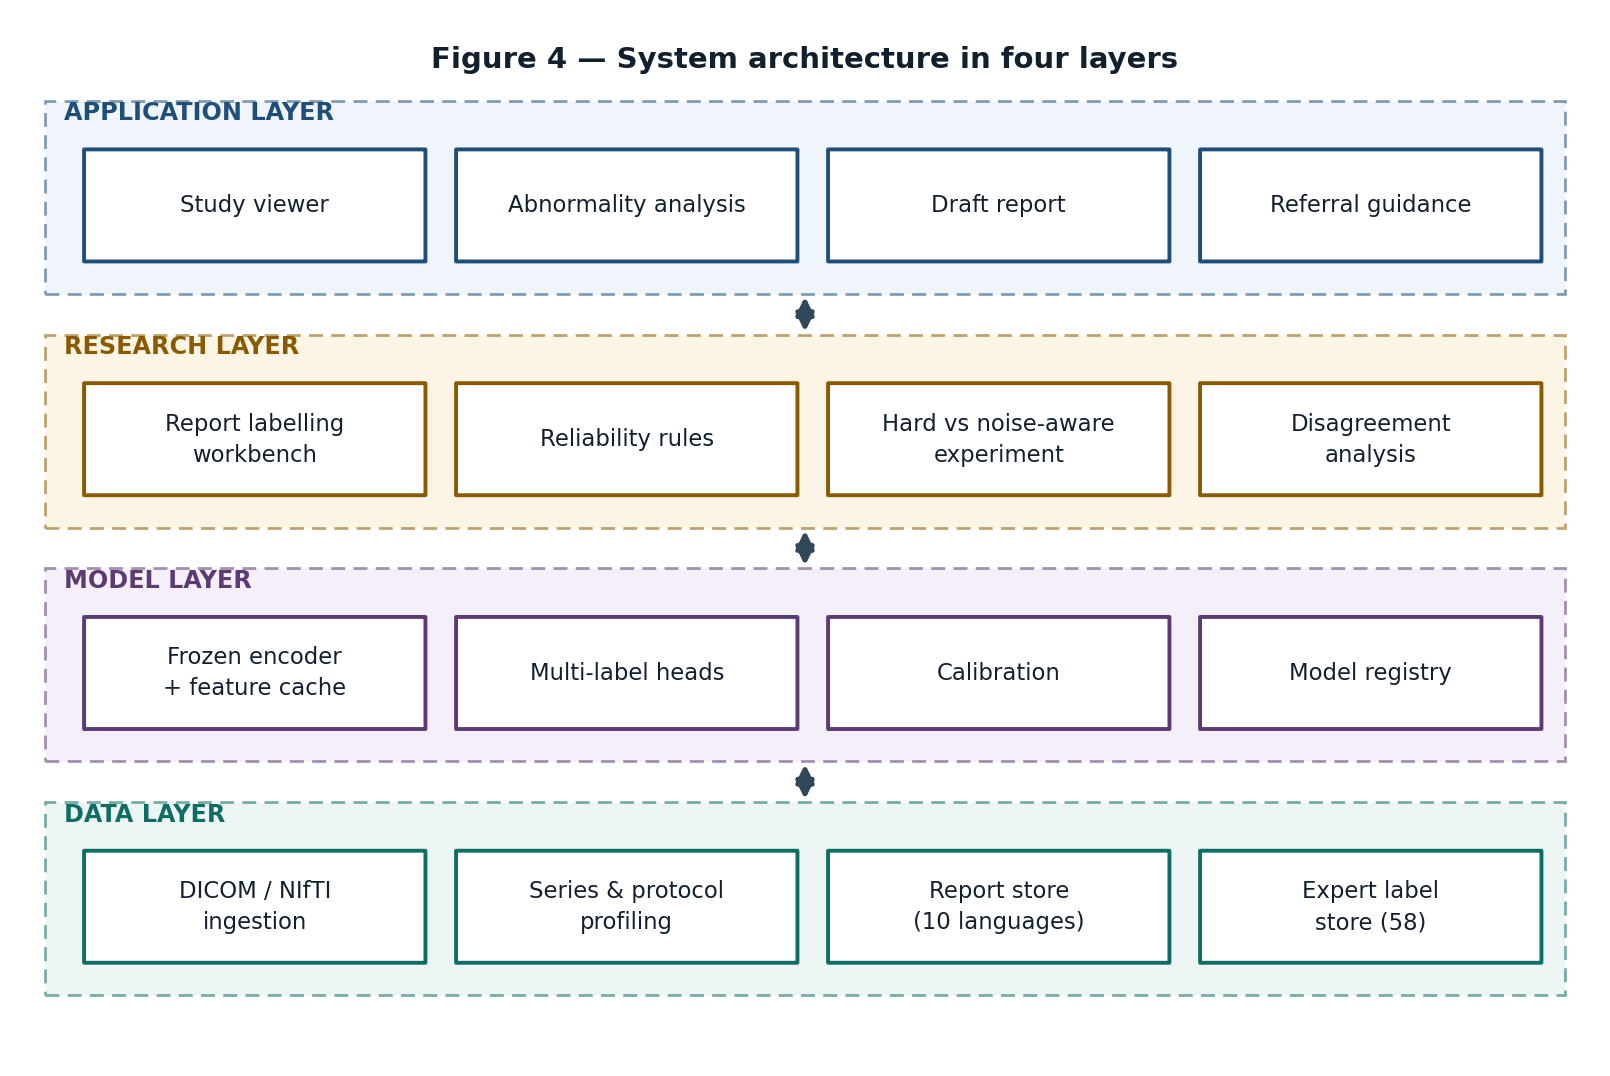 Figure 4 — System architecture in four layers
APPLICATION LAYER
Study viewer
Abnormality analysis
Draft report
Referral guidance
RESEARCH LAYER
Report labelling
workbench
Reliability rules
Hard vs noise-aware
experiment
Disagreement
analysis
MODEL LAYER
Frozen encoder
+ feature cache
Multi-label heads
Calibration
Model registry
DATA LAYER
DICOM / NIfTI
ingestion
Series & protocol
profiling
Report store
(10 languages)
Expert label
store (58)